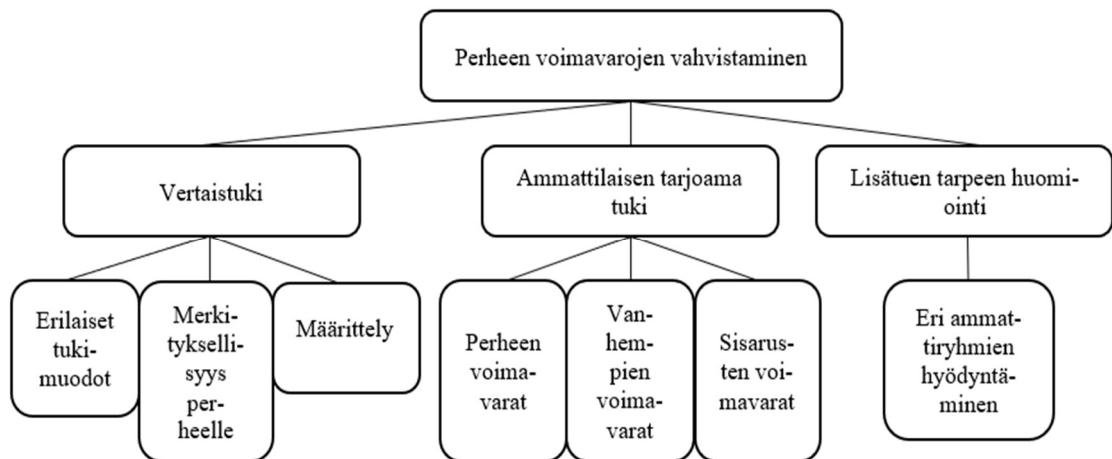 Perheen voimavarojen vahvistaminen
Vertaistuki
Ammattilaisen tarjoama
tuki
Lisätuen tarpeen huomi-
ointi
Erilaiset
tuki-
muodot
Merki-
tykselli-
syys
per-
heelle
Määrittely
Perheen
voima-
varat
Van-
hem-
pien
voima-
varat
Sisarus-
ten voi-
mavarat
Eri ammat-
tiryhmien
hyödyntä-
minen